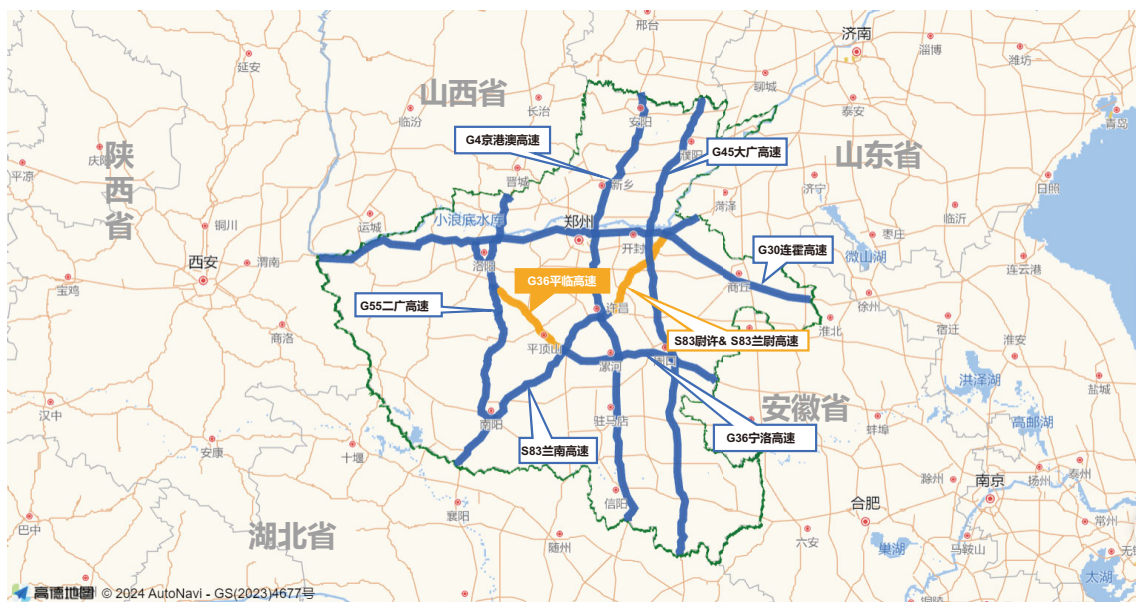 邢台
济南
淄博
潍坊
延安
山西省
聊城
临汾
长治
安阳
泰安
青岛
G4京港澳高速
濮阳
G45大广高速
山东省
庆阳
陕西省
平凉
晋城
新乡
济宁
日照
菏泽
临沂
运城
小浪底水库
郑州
铜川
开封
枣庄
G30连霍高速
微山湖
连云港
西安
渭南
洛阳
宝鸡
G36平临高速
商丘
徐州
G55二广高速
许昌
宿迁
淮北
商洛
S83尉许& S83兰尉高速
淮安
平顶山
漯河
周口
洪泽湖
盐城
汉中
南阳
驻马店
安徽省
高邮湖
蚌埠
G36宁洛高速
安康
十堰
S83兰南高速
滁州
扬州
泰州
南京
信阳
合肥
襄阳
常州
巴中
湖北省
随州
六安
巢湖
马鞍山
无锡
太湖
高德地图 © 2024 AutoNavi - GS(2023)4677号
铜陵